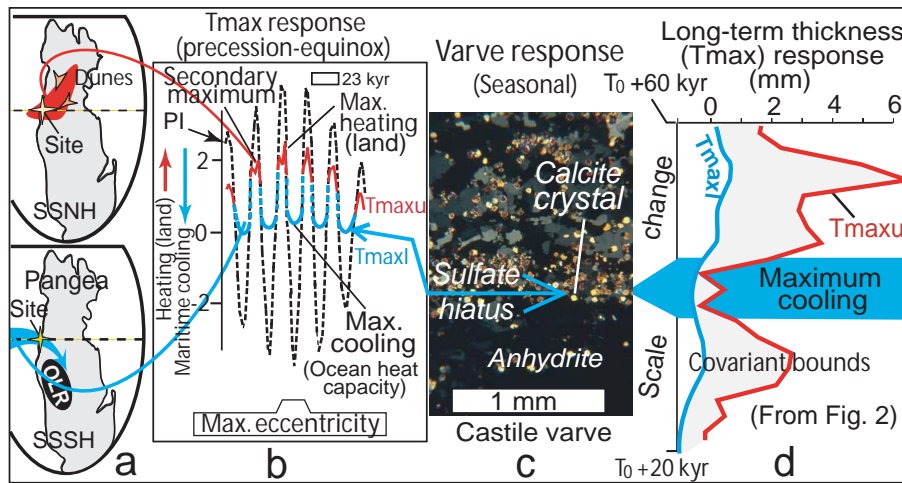 Dunes
Site
SSNH
Pangea
Site
OLR
SSSH
a
Tmax response
(precession-equinox)
Secondary
maximum
23 kyr
PI
Max.
heating
(land)
2
0
-2
Heating (land)
Maritime cooling
Tmaxu
Tmaxl
Max.
cooling
(Ocean heat
capacity)
Max. eccentricity
b
Varve response
(Seasonal)
Calcite
crystal
Sulfate
hiatus
Anhydrite
1 mm
Castile varve
c
Long-term thickness
(Tmax) response
(mm)
T0 +60 kyr
0 2 4 6
Tmaxl
Tmaxu
change
Maximum
cooling
Scale
Covariant bounds
(From Fig. 2)
T0 +20 kyr
d